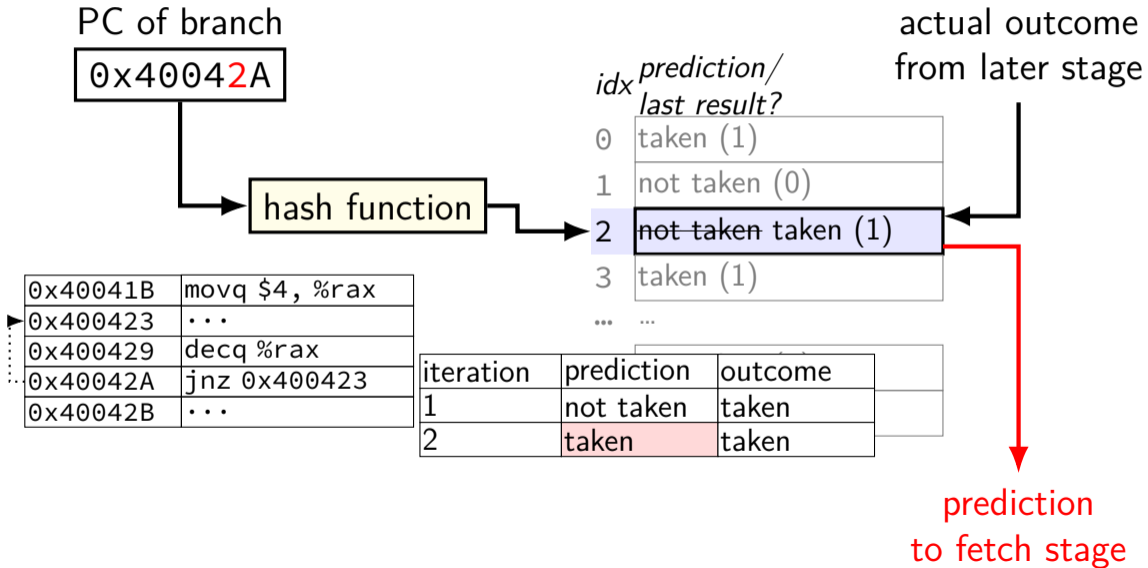 PC of branch
0x40042A
hash function
idx prediction/
last result?
0 taken (1)
1 not taken (0)
2 not taken taken (1)
3 taken (1)
... ...
actual outcome
from later stage
0x40041B movq $4, %rax
0x400423 ...
0x400429 decq %rax
0x40042A jnz 0x400423
0x40042B ...
iteration prediction outcome
1 not taken taken
2 taken taken
prediction
to fetch stage